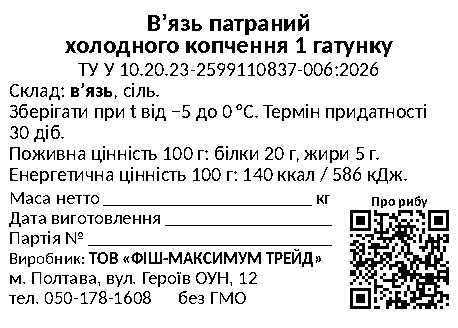 В’язь патраний
холодного копчення 1 гатунку
ТУ У 10.20.23-2599110837-006:2026
Склад: в’язь, сіль.
Зберігати при t від −5 до 0 °С. Термін придатності
30 діб.
Поживна цінність 100 г: білки 20 г, жири 5 г.
Енергетична цінність 100 г: 140 ккал / 586 кДж.
Маса нетто ______________________ кг
Дата виготовлення __________________
Партія № __________________________
Про рибу
Виробник: ТОВ «ФІШ-МАКСИМУМ ТРЕЙД»
м. Полтава, вул. Героїв ОУН, 12
тел. 050-178-1608 без ГМО